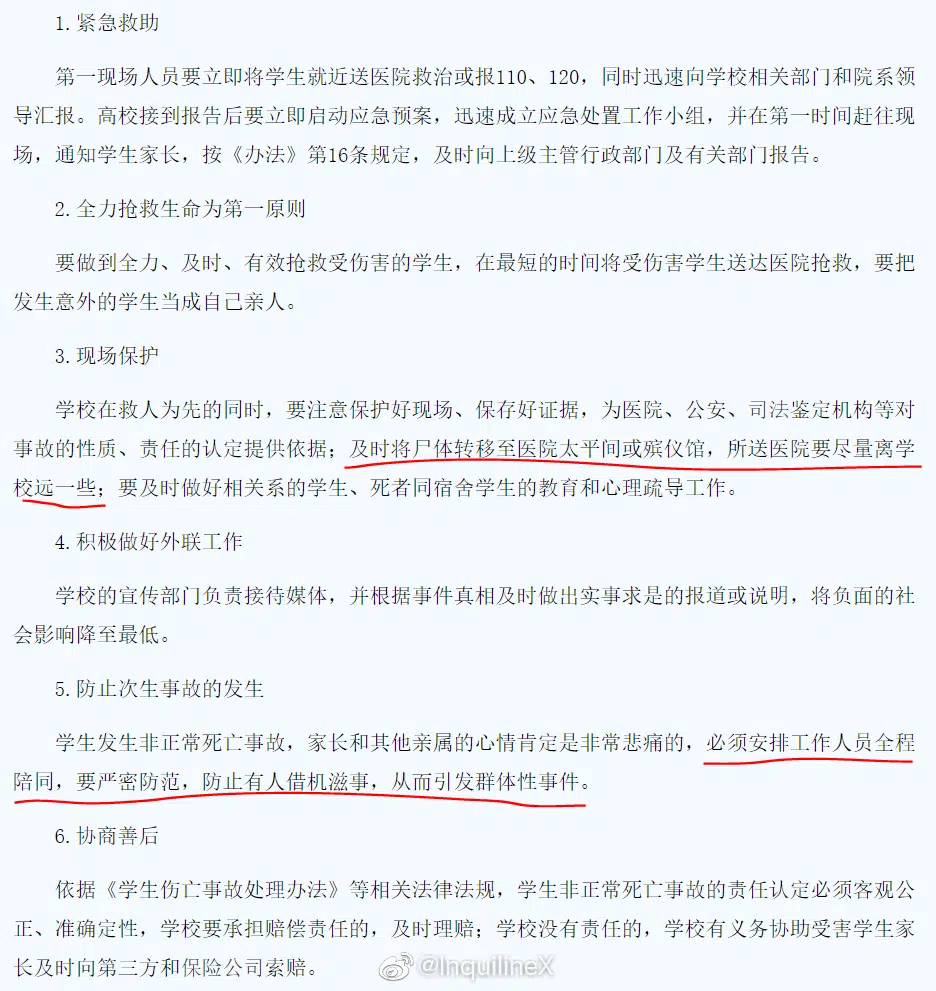 1.紧急救助
第一现场人员要立即将学生就近送医院救治或报110、120，同时迅速向学校相关部门和院系领
导汇报。高校接到报告后要立即启动应急预案，迅速成立应急处置工作小组，并在第一时间赶往现
场，通知学生家长，按《办法》第16条规定，及时向上级主管行政部门及有关部门报告。
2.全力抢救生命为第一原则
要做到全力、及时、有效抢救受伤害的学生，在最短的时间将受伤害学生送达医院抢救，要把
发生意外的学生当成自己亲人。
3.现场保护
学校在救人为先的同时，要注意保护好现场、保存好证据，为医院、公安、司法鉴定机构等对
事故的性质、责任的认定提供依据；及时将尸体转移至医院太平间或殡仪馆，所送医院要尽量离学
校远一些；要及时做好相关系的学生、死者同宿舍学生的教育和心理疏导工作。
4.积极做好外联工作
学校的宣传部门负责接待媒体，并根据事件真相及时做出实事求是的报道或说明，将负面的社
会影响降至最低。
5.防止次生事故的发生
学生发生非正常死亡事故，家长和其他亲属的心情肯定是非常悲痛的，必须安排工作人员全程
陪同，要严密防范，防止有人借机滋事，从而引发群体性事件。
6.协商善后
依据《学生伤亡事故处理办法》等相关法律法规，学生非正常死亡事故的责任认定必须客观公
正、准确定性，学校要承担赔偿责任的，及时理赔；学校没有责任的，学校有义务协助受害学生家
长及时向第三方和保险公司索赔。
@InquilineX